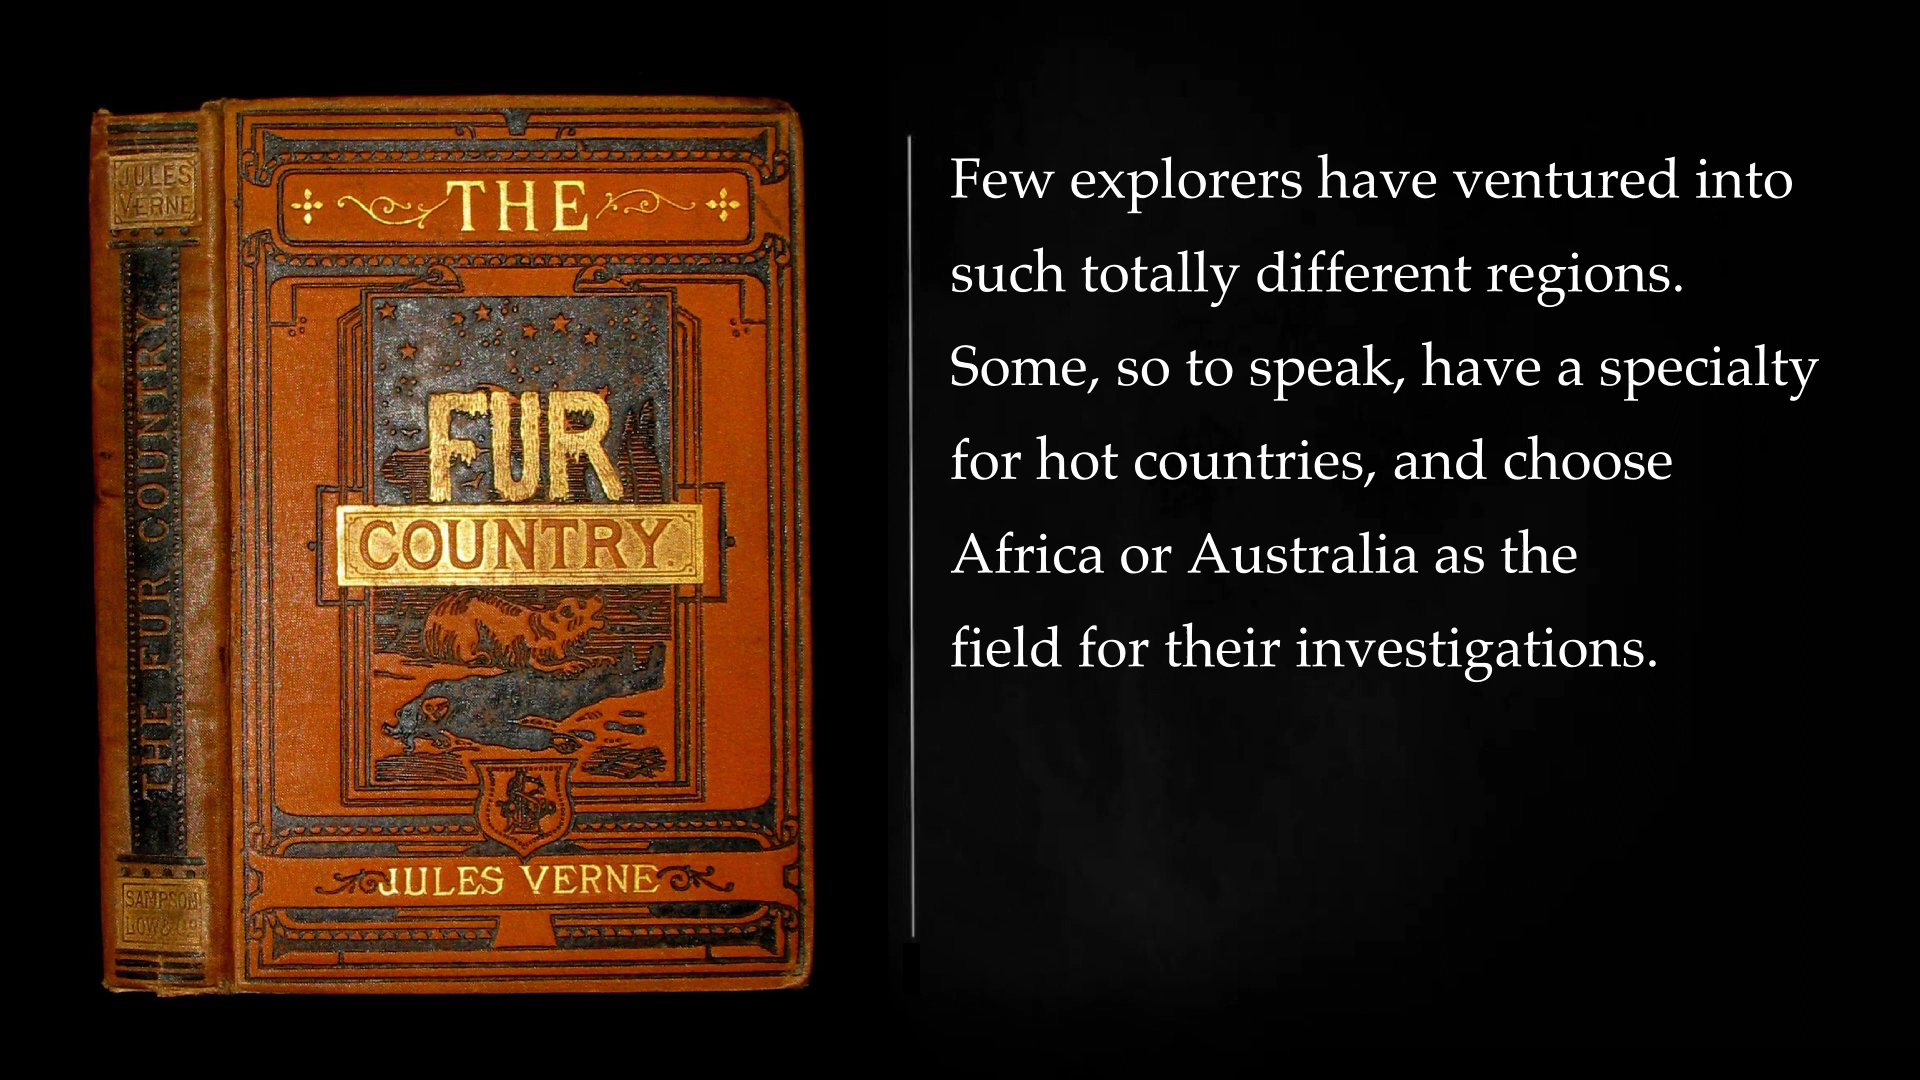 JULES
VERNE
THE FUR COUNTRY.
SAMPSON
LOW & Co
THE
FUR
COUNTRY.
JULES VERNE
Few explorers have ventured into
such totally different regions.
Some, so to speak, have a specialty
for hot countries, and choose
Africa or Australia as the
field for their investigations.